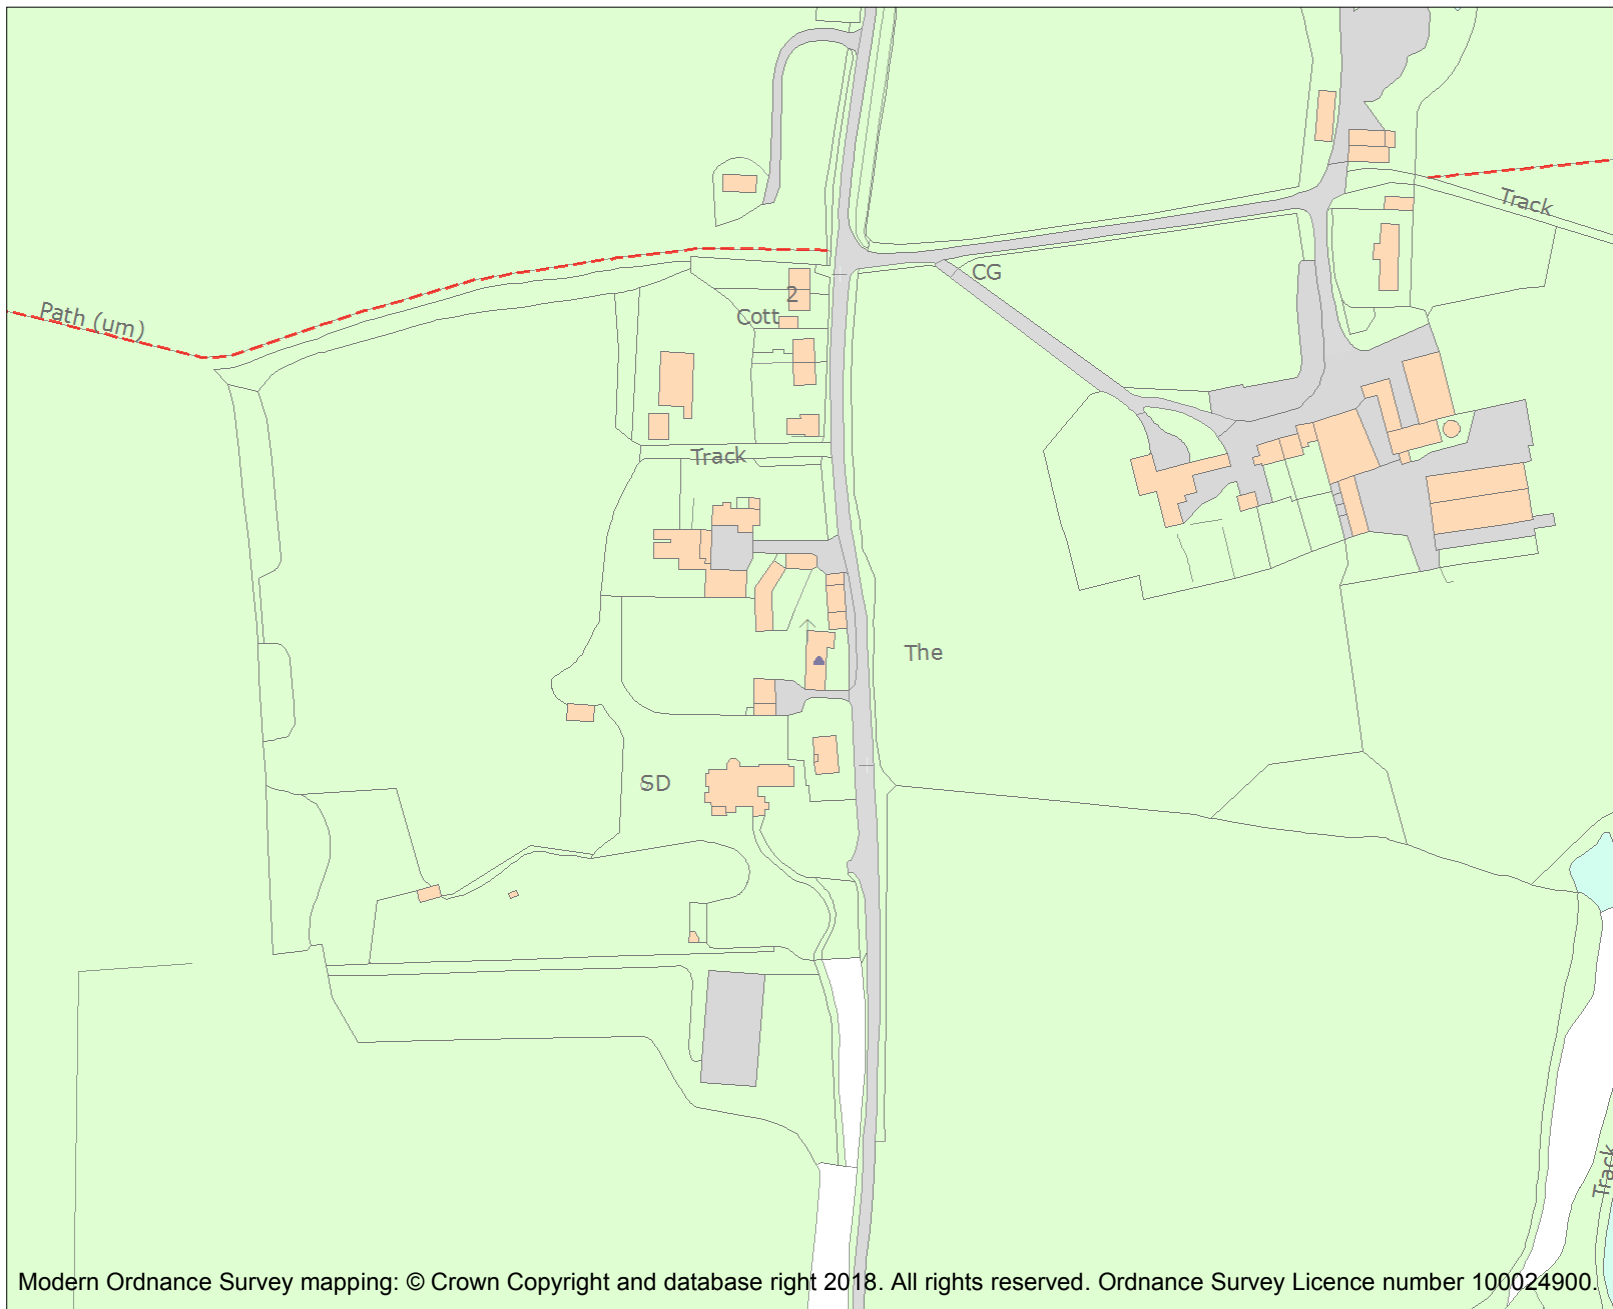 Track
CG
2
Path (um)
Cott
Track
The
SD
Track
Modern Ordnance Survey mapping: © Crown Copyright and database right 2018. All rights reserved. Ordnance Survey Licence number 100024900.